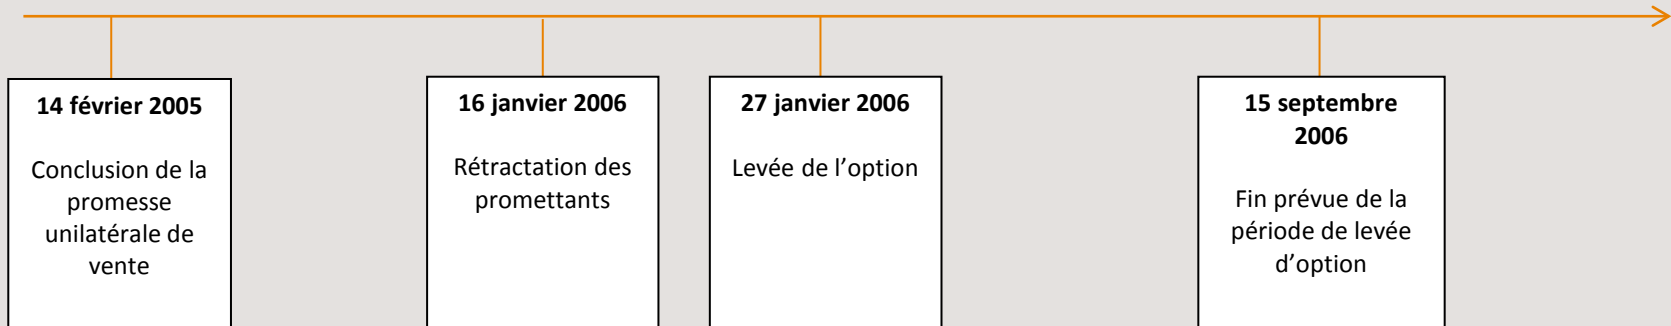 14 février 2005
Conclusion de la
promesse
unilatérale de
vente
16 janvier 2006
Rétractation des
promettants
27 janvier 2006
Levée de l’option
15 septembre
2006
Fin prévue de la
période de levée
d’option